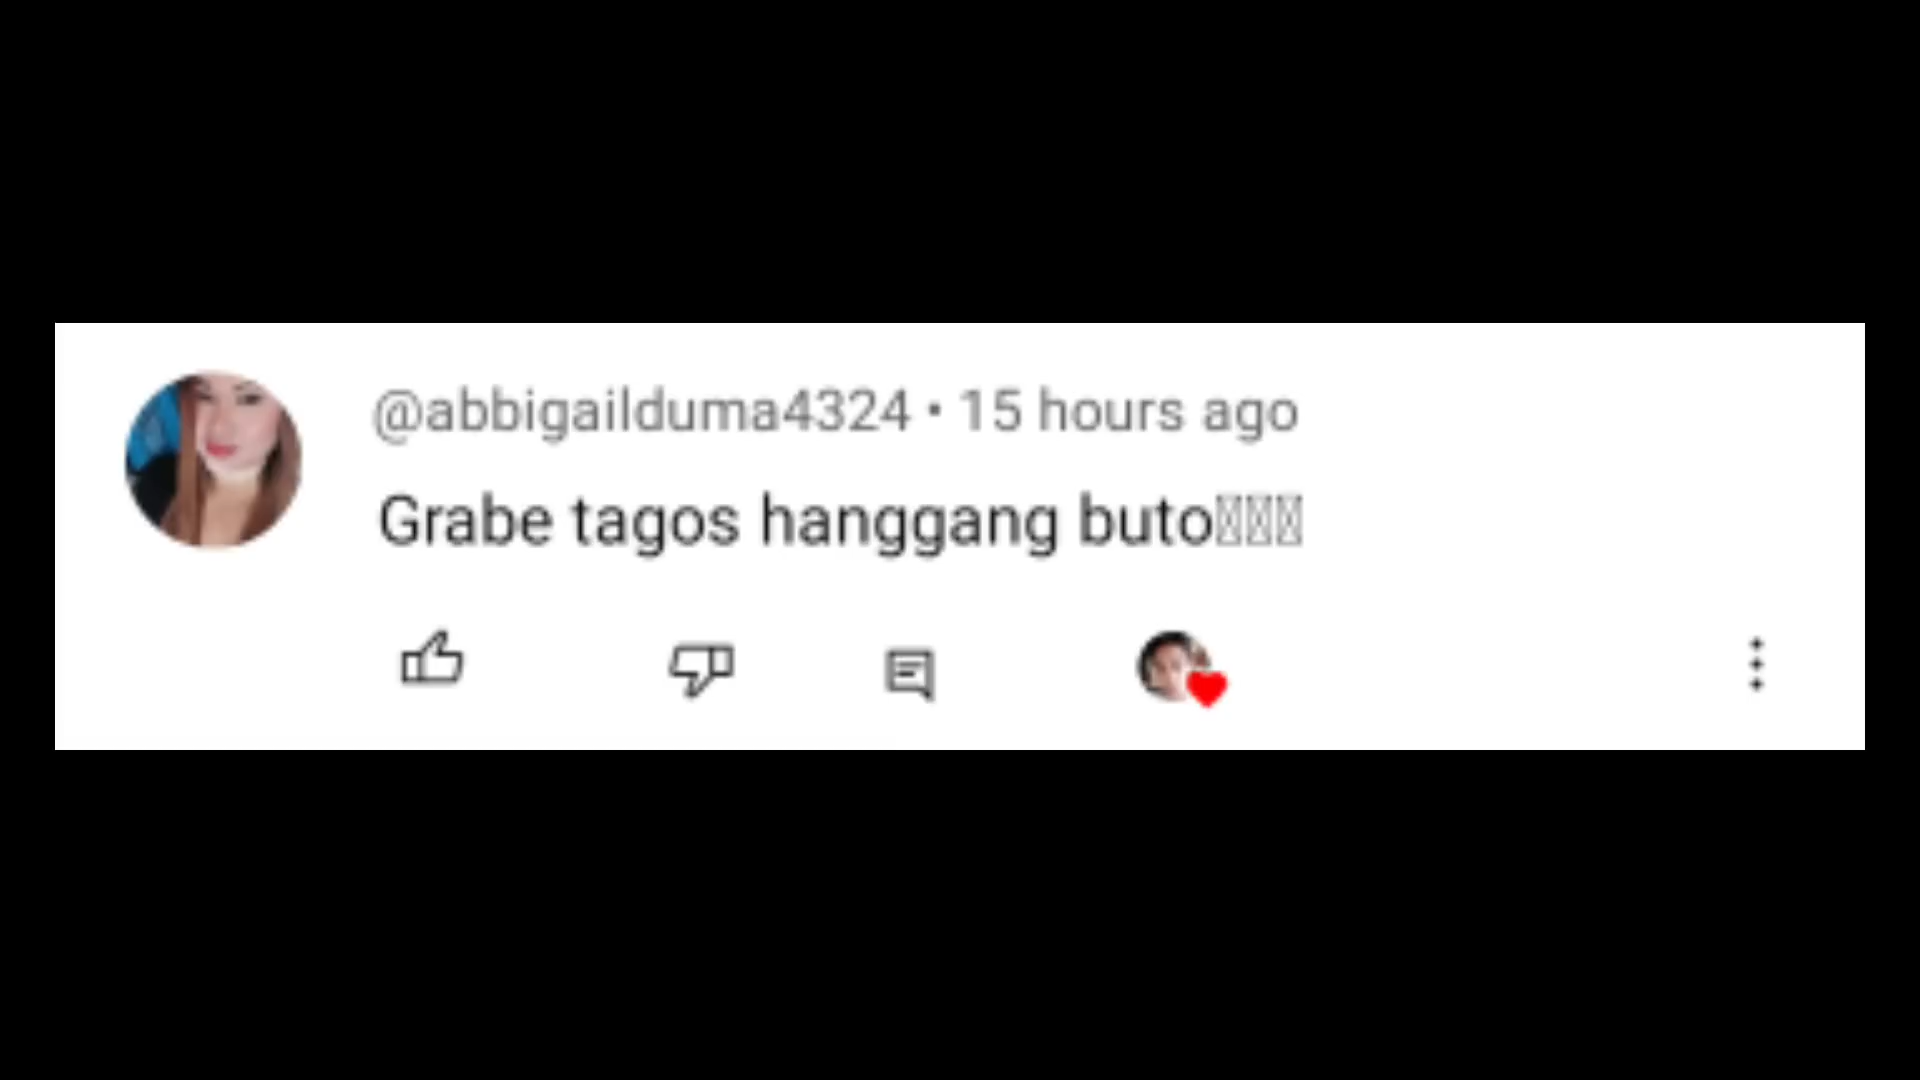 @abbigailduma4324 • 15 hours ago
Grabe tagos hanggang buto